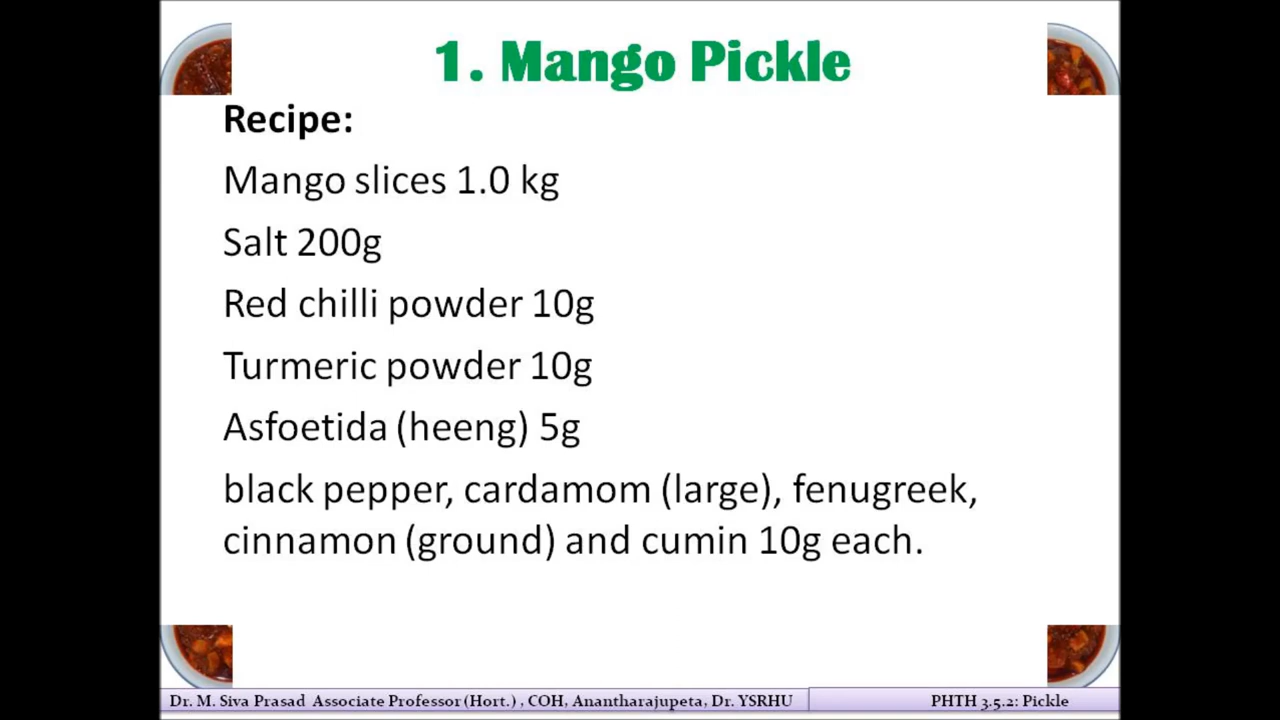 1. Mango Pickle
Recipe:
Mango slices 1.0 kg
Salt 200g
Red chilli powder 10g
Turmeric powder 10g
Asfoetida (heeng) 5g
black pepper, cardamom (large), fenugreek,
cinnamon (ground) and cumin 10g each.
Dr. M. Siva Prasad Associate Professor (Hort.) , COH, Anantharajupeta, Dr. YSRHU
PHTH 3.5.2: Pickle